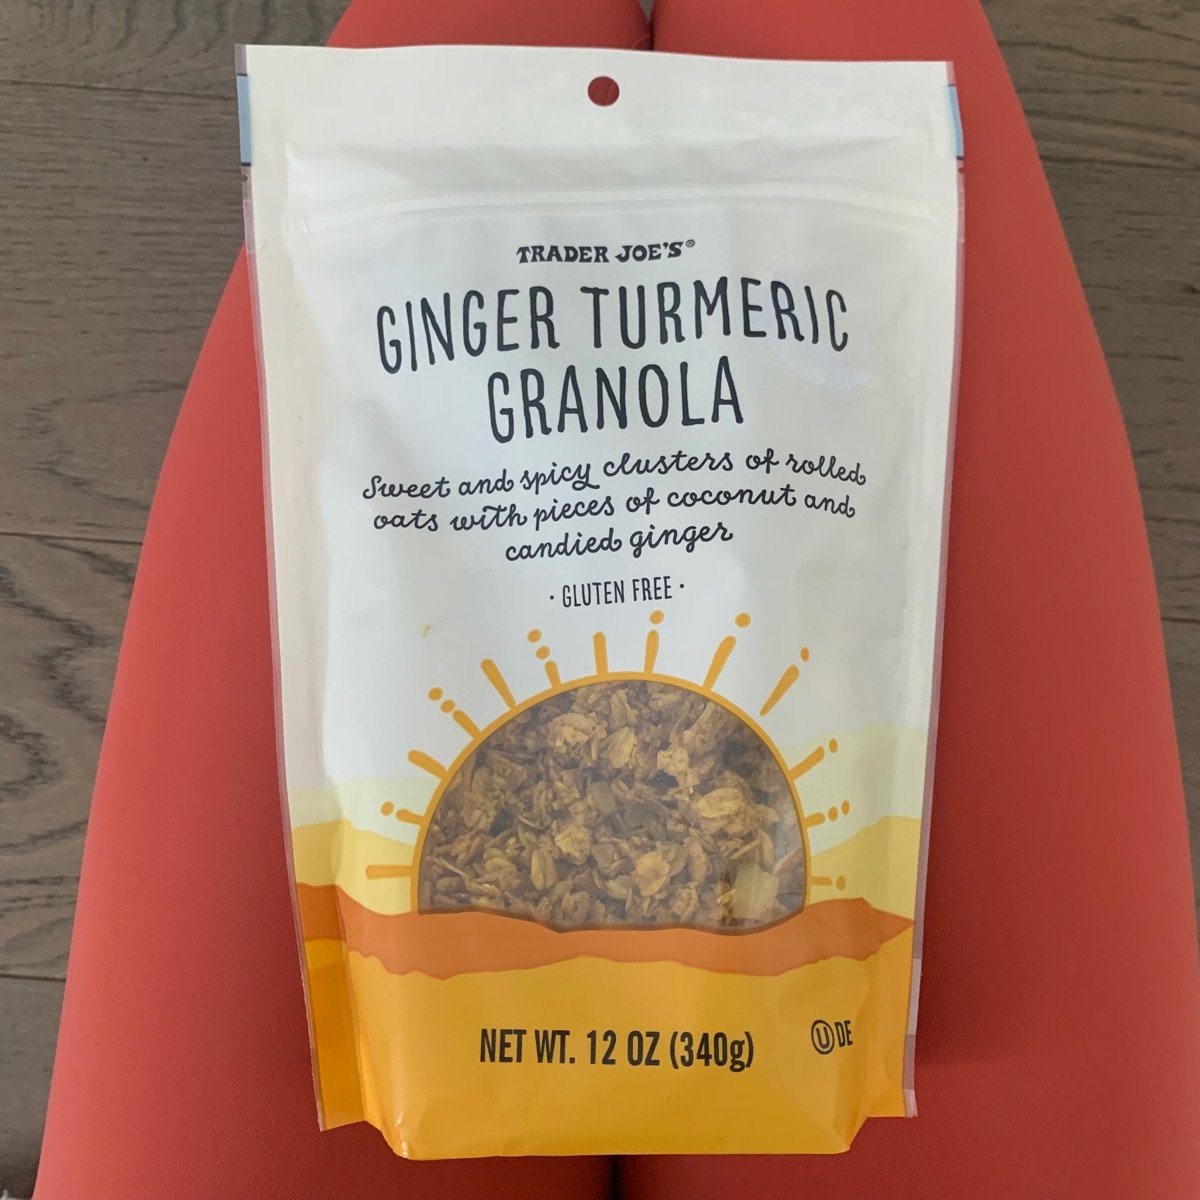 TRADER JOE'S®
GINGER TURMERIC
GRANOLA
Sweet and spicy clusters of rolled
oats with pieces of coconut and
candied ginger
· GLUTEN FREE ·
NET WT. 12 OZ (340g)
Ⓤ DE